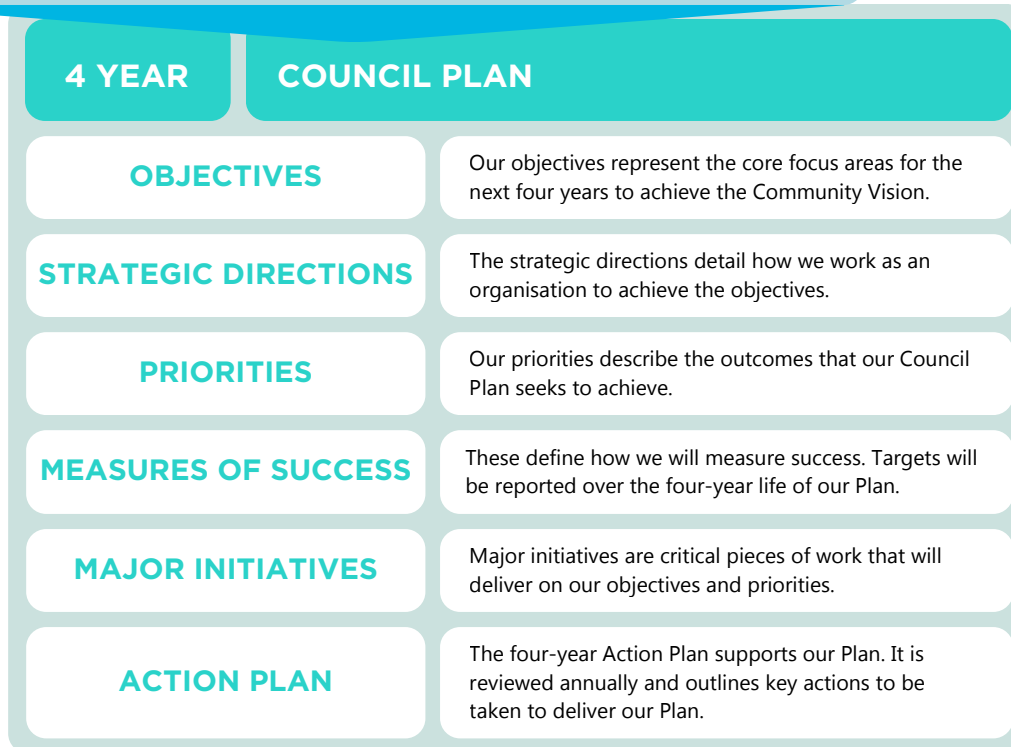 4 YEAR
COUNCIL PLAN
OBJECTIVES
Our objectives represent the core focus areas for the
next four years to achieve the Community Vision.
STRATEGIC DIRECTIONS
The strategic directions detail how we work as an
organisation to achieve the objectives.
PRIORITIES
Our priorities describe the outcomes that our Council
Plan seeks to achieve.
MEASURES OF SUCCESS
These define how we will measure success. Targets will
be reported over the four-year life of our Plan.
MAJOR INITIATIVES
Major initiatives are critical pieces of work that will
deliver on our objectives and priorities.
ACTION PLAN
The four-year Action Plan supports our Plan. It is
reviewed annually and outlines key actions to be
taken to deliver our Plan.